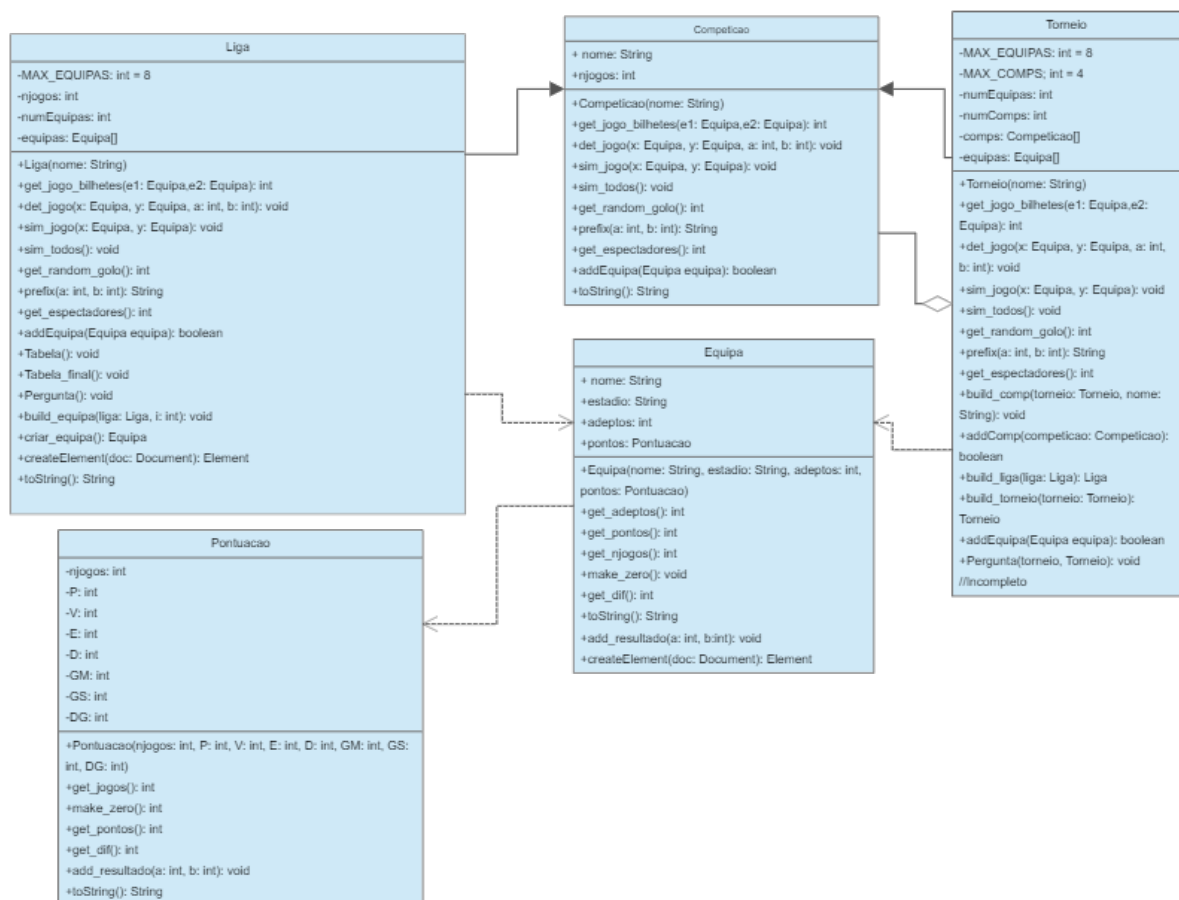 Liga
-MAX_EQUIPAS: int = 8
-njogos: int
-numEquipas: int
-equipas: Equipa[]
+Liga(nome: String)
+get_jogo_bilhetes(e1: Equipa,e2: Equipa): int
+det_jogo(x: Equipa, y: Equipa, a: int, b: int): void
+sim_jogo(x: Equipa, y: Equipa): void
+sim_todos(): void
+get_random_golo(): int
+prefix(a: int, b: int): String
+get_espectadores(): int
+addEquipa(Equipa equipa): boolean
+Tabela(): void
+Tabela_final(): void
+Pergunta(): void
+build_equipa(liga: Liga, i: int): void
+criar_equipa(): Equipa
+createElement(doc: Document): Element
+toString(): String
Competicao
+ nome: String
+njogos: int
+Competicao(nome: String)
+get_jogo_bilhetes(e1: Equipa,e2: Equipa): int
+det_jogo(x: Equipa, y: Equipa, a: int, b: int): void
+sim_jogo(x: Equipa, y: Equipa): void
+sim_todos(): void
+get_random_golo(): int
+prefix(a: int, b: int): String
+get_espectadores(): int
+addEquipa(Equipa equipa): boolean
+toString(): String
Torneio
-MAX_EQUIPAS: int = 8
-MAX_COMPS; int = 4
-numEquipas: int
-numComps: int
-comps: Competicao[]
-equipas: Equipa[]
+Torneio(nome: String)
+get_jogo_bilhetes(e1: Equipa,e2:
Equipa): int
+det_jogo(x: Equipa, y: Equipa, a: int,
b: int): void
+sim_jogo(x: Equipa, y: Equipa): void
+sim_todos(): void
+get_random_golo(): int
+prefix(a: int, b: int): String
+get_espectadores(): int
+build_comp(torneio: Torneio, nome:
String): void
+addComp(competicao: Competicao):
boolean
+build_liga(liga: Liga): Liga
+build_torneio(torneio: Torneio):
Torneio
+addEquipa(Equipa equipa): boolean
+Pergunta(torneio, Torneio): void
//Incompleto
Equipa
+ nome: String
+estadio: String
+adeptos: int
+pontos: Pontuacao
+Equipa(nome: String, estadio: String, adeptos: int,
pontos: Pontuacao)
+get_adeptos(): int
+get_pontos(): int
+get_njogos(): int
+make_zero(): void
+get_dif(): int
+toString(): String
+add_resultado(a: int, b:int): void
+createElement(doc: Document): Element
Pontuacao
-njogos: int
-P: int
-V: int
-E: int
-D: int
-GM: int
-GS: int
-DG: int
+Pontuacao(njogos: int, P: int, V: int, E: int, D: int, GM: int, GS:
int, DG: int)
+get_jogos(): int
+make_zero(): int
+get_pontos(): int
+get_dif(): int
+add_resultado(a: int, b: int): void
+toString(): String